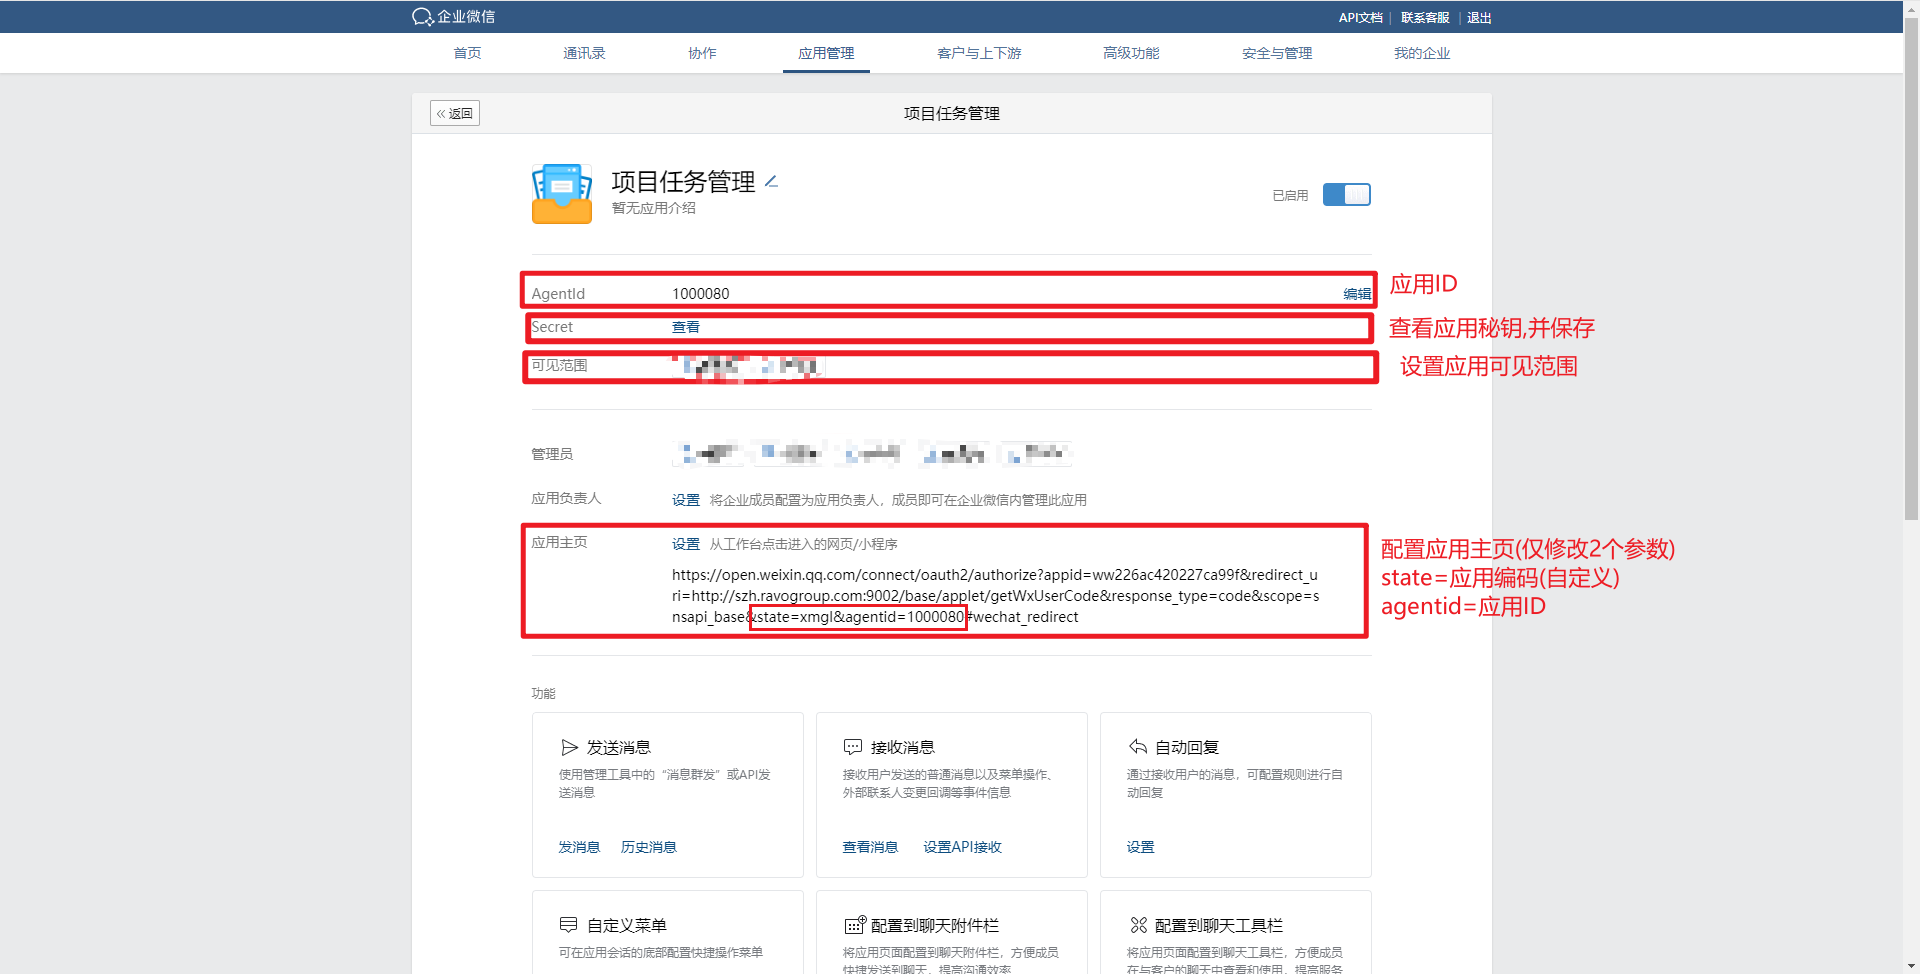 企业微信
API文档 | 联系客服 | 退出
首页 通讯录 协作 应用管理 客户与上下游 高级功能 安全与管理 我的企业
« 返回
项目任务管理
项目任务管理
暂无应用介绍
已启用
AgentId 1000080 编辑
应用ID
Secret 查看
查看应用秘钥,并保存
可见范围
设置应用可见范围
管理员
应用负责人 设置 将企业成员配置为应用负责人，成员即可在企业微信内管理此应用
应用主页 设置 从工作台点击进入的网页/小程序
https://open.weixin.qq.com/connect/oauth2/authorize?appid=ww226ac420227ca99f&redirect_u
ri=http://szh.ravogroup.com:9002/base/applet/getWxUserCode&response_type=code&scope=s
nsapi_base&state=xmgl&agentid=1000080#wechat_redirect
配置应用主页(仅修改2个参数)
state=应用编码(自定义)
agentid=应用ID
功能
发送消息
使用管理工具中的“消息群发”或API发
送消息
发消息 历史消息
接收消息
接收用户发送的普通消息以及菜单操作、
外部联系人变更回调等事件信息
查看消息 设置API接收
自动回复
通过接收用户的消息，可配置规则进行自
动回复
设置
自定义菜单
可在应用会话的底部配置快捷操作菜单
配置到聊天附件栏
将应用页面配置到聊天附件栏，方便成员
快捷发送到聊天，提高沟通效率
配置到聊天工具栏
将应用页面配置到聊天工具栏，方便成员
在与客户的聊天中查看和使用，提高服务